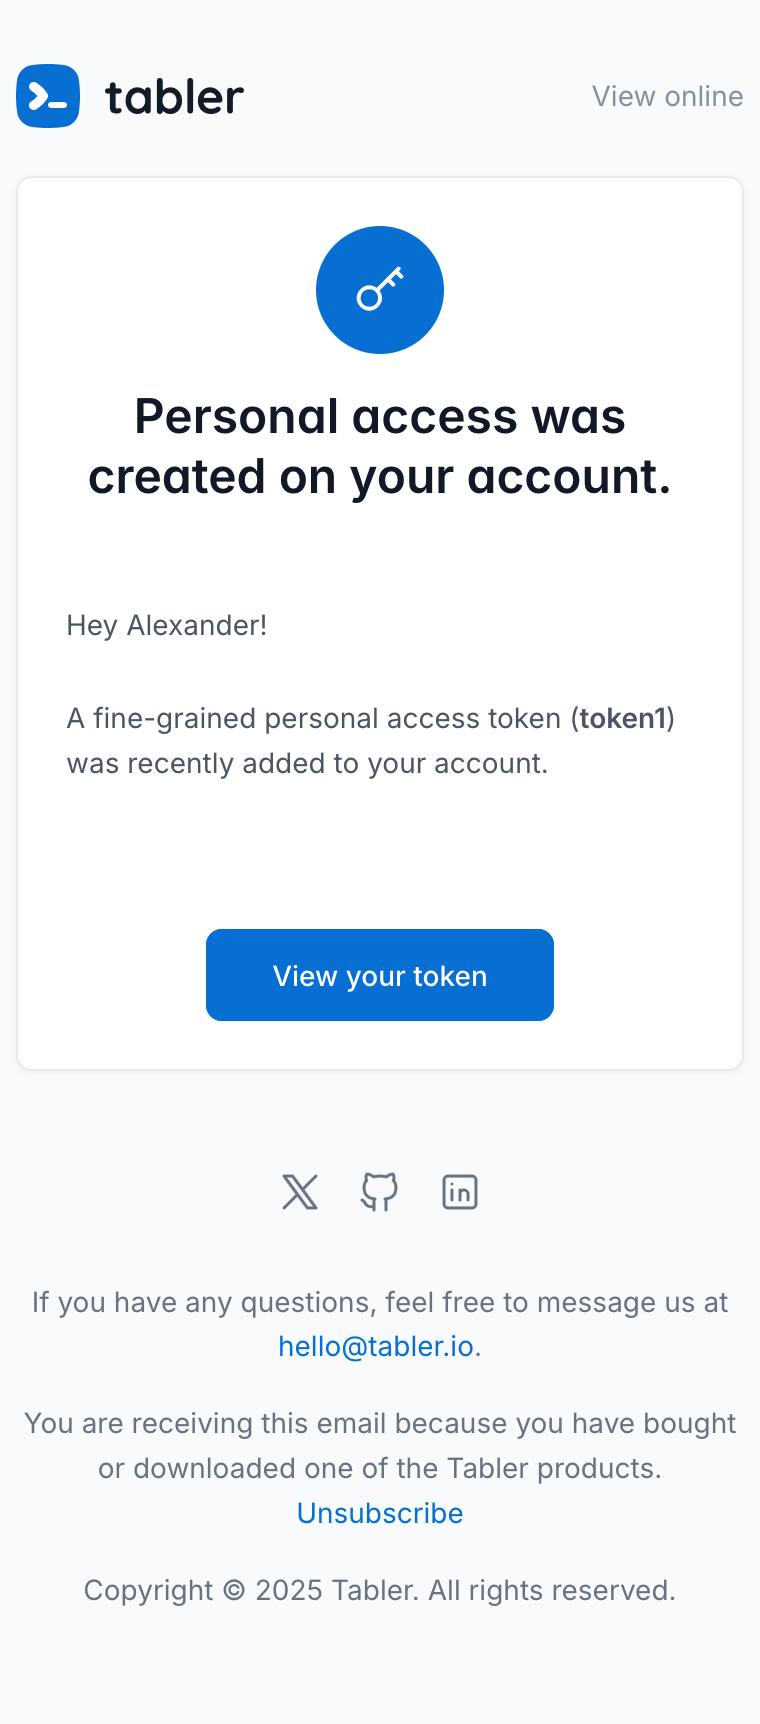 tabler
View online
Personal access was
created on your account.
Hey Alexander!
A fine-grained personal access token (token1)
was recently added to your account.
View your token
If you have any questions, feel free to message us at
hello@tabler.io.
You are receiving this email because you have bought
or downloaded one of the Tabler products.
Unsubscribe
Copyright © 2025 Tabler. All rights reserved.